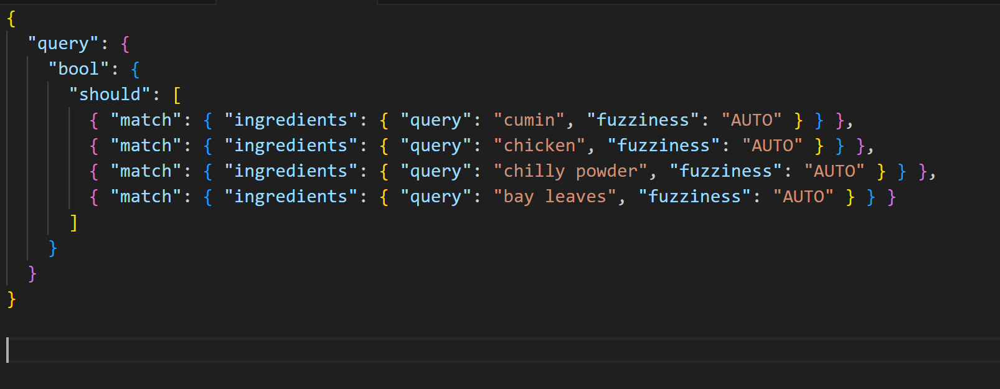 {
  "query": {
    "bool": {
      "should": [
        { "match": { "ingredients": { "query": "cumin", "fuzziness": "AUTO" } } },
        { "match": { "ingredients": { "query": "chicken", "fuzziness": "AUTO" } } },
        { "match": { "ingredients": { "query": "chilly powder", "fuzziness": "AUTO" } } },
        { "match": { "ingredients": { "query": "bay leaves", "fuzziness": "AUTO" } } }
      ]
    }
  }
}